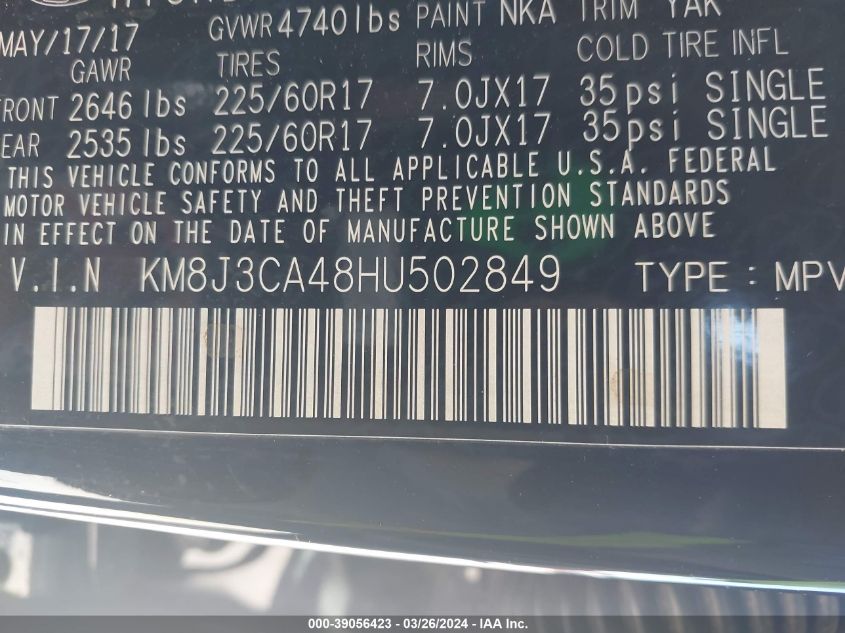 GVWR 4740 lbs PAINT NKA TRIM YAK
MAY/17/17
GAWR TIRES RIMS COLD TIRE INFL
FRONT 2646 lbs 225/60R17 7.0JX17 35psi SINGLE
EAR 2535 lbs 225/60R17 7.0JX17 35psi SINGLE
THIS VEHICLE CONFORMS TO ALL APPLICABLE U.S.A. FEDERAL
MOTOR VEHICLE SAFETY AND THEFT PREVENTION STANDARDS
IN EFFECT ON THE DATE OF MANUFACTURE SHOWN ABOVE
V.I.N KM8J3CA48HU502849 TYPE : MPV
000-39056423 - 03/26/2024 - IAA Inc.